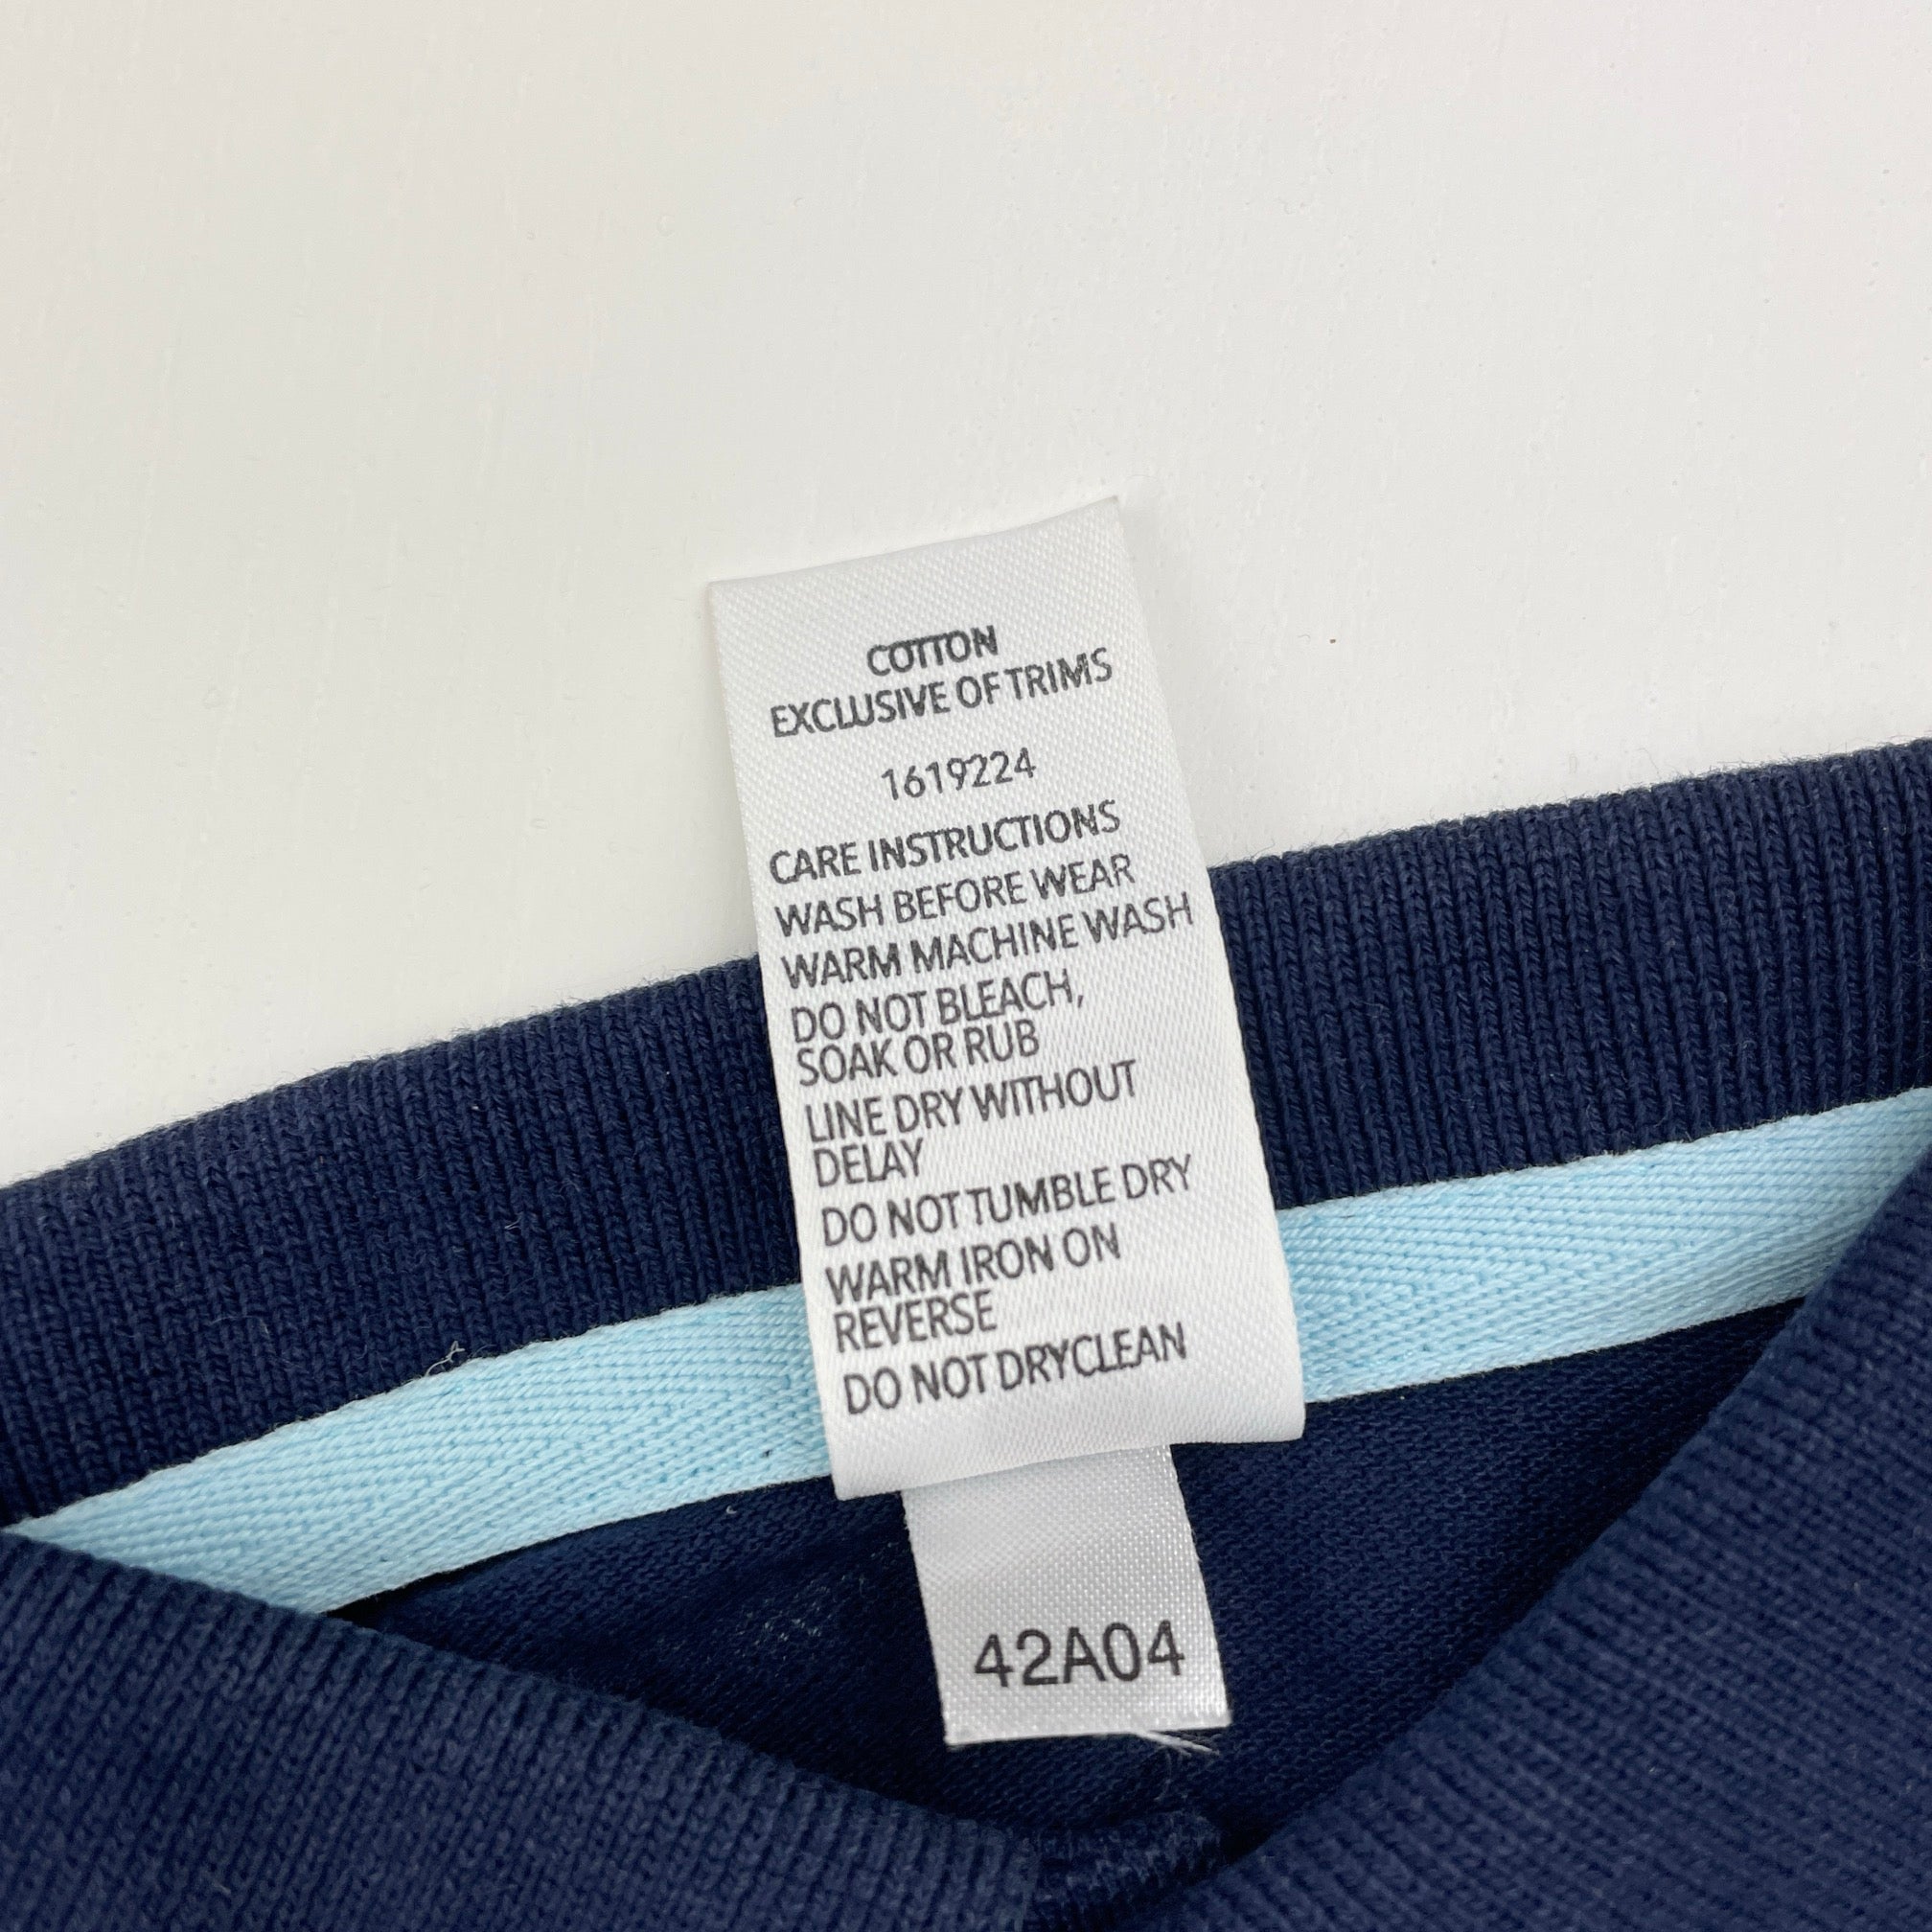 COTTON
EXCLUSIVE OF TRIMS
1619224
CARE INSTRUCTIONS
WASH BEFORE WEAR
WARM MACHINE WASH
DO NOT BLEACH,
SOAK OR RUB
LINE DRY WITHOUT
DELAY
DO NOT TUMBLE DRY
WARM IRON ON
REVERSE
DO NOT DRYCLEAN
42A04